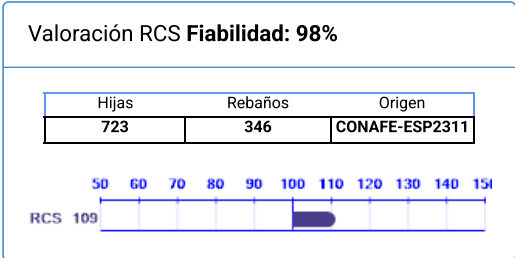 Valoración RCS Fiabilidad: 98%
Hijas Rebaños Origen
723 346 CONAFE-ESP2311
50 60 70 80 90 100 110 120 130 140 15
RCS 109